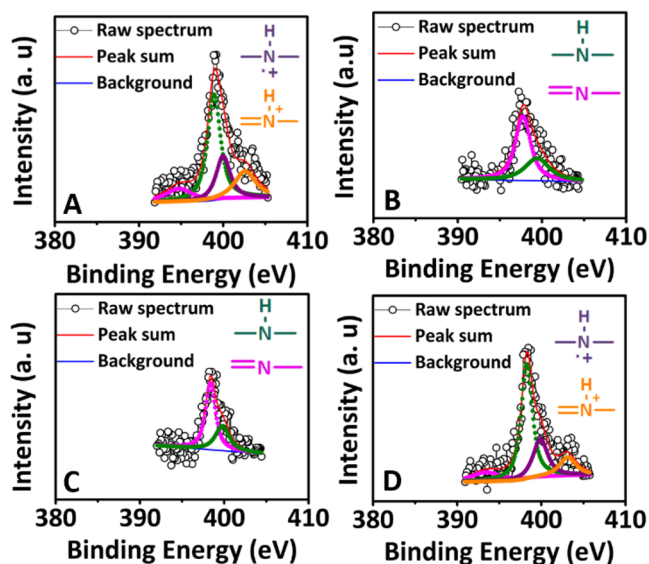 Intensity (a. u)
Raw spectrum
Peak sum
Background
H
N
·+
H
=N+
A
380 390 400 410
Binding Energy (eV)
Intensity (a.u)
Raw spectrum
Peak sum
Background
H
N
=N
B
380 390 400 410
Binding Energy (eV)
Intensity (a. u)
Raw spectrum
Peak sum
Background
H
N
=N
C
380 390 400 410
Binding Energy (eV)
Intensity (a. u)
Raw spectrum
Peak sum
Background
H
N
·+
H
=N+
D
380 390 400 410
Binding Energy (eV)